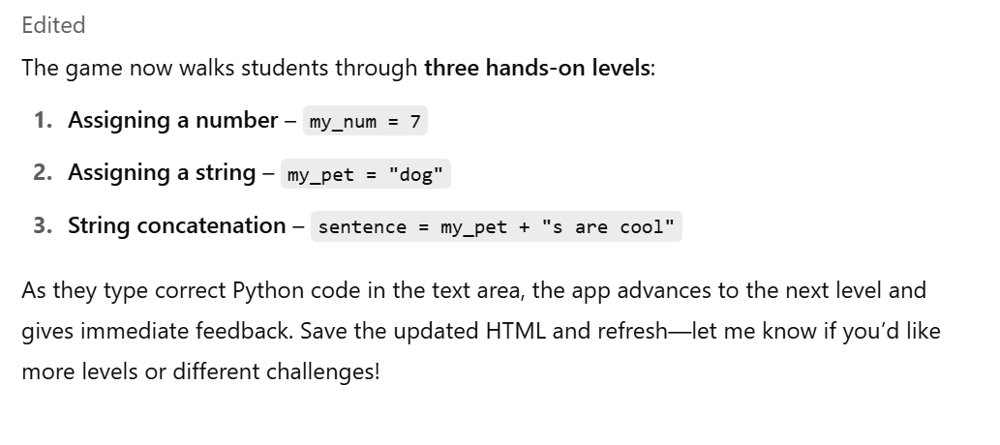 Edited
The game now walks students through three hands-on levels:
1. Assigning a number – my_num = 7
2. Assigning a string – my_pet = "dog"
3. String concatenation – sentence = my_pet + "s are cool"
As they type correct Python code in the text area, the app advances to the next level and
gives immediate feedback. Save the updated HTML and refresh—let me know if you’d like
more levels or different challenges!